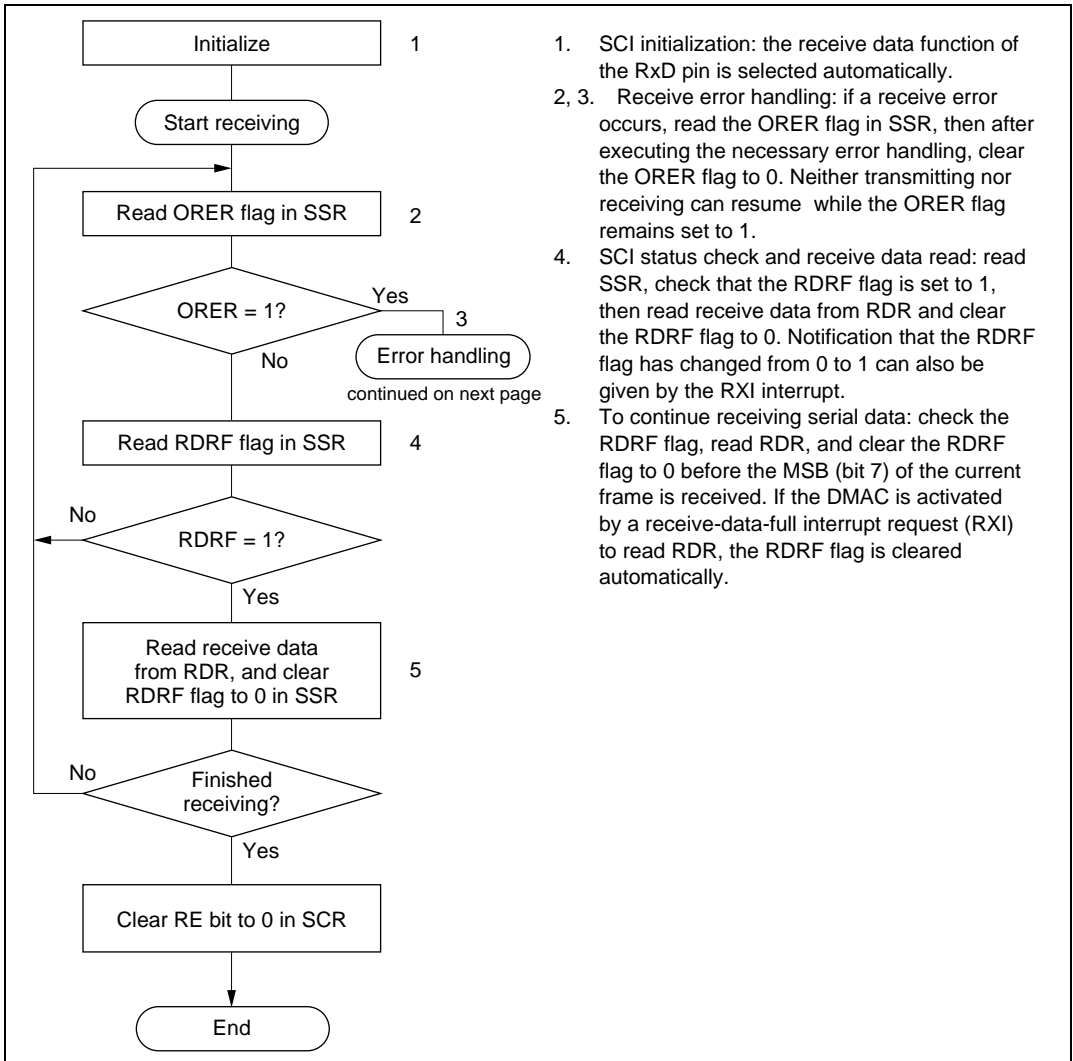 Initialize
1
Start receiving
Read ORER flag in SSR
2
ORER = 1?
Yes
3
Error handling
continued on next page
No
Read RDRF flag in SSR
4
No
RDRF = 1?
Yes
Read receive data
from RDR, and clear
RDRF flag to 0 in SSR
5
No
Finished
receiving?
Yes
Clear RE bit to 0 in SCR
End
1. SCI initialization: the receive data function of
the RxD pin is selected automatically.
2, 3. Receive error handling: if a receive error
occurs, read the ORER flag in SSR, then after
executing the necessary error handling, clear
the ORER flag to 0. Neither transmitting nor
receiving can resume while the ORER flag
remains set to 1.
4. SCI status check and receive data read: read
SSR, check that the RDRF flag is set to 1,
then read receive data from RDR and clear
the RDRF flag to 0. Notification that the RDRF
flag has changed from 0 to 1 can also be
given by the RXI interrupt.
5. To continue receiving serial data: check the
RDRF flag, read RDR, and clear the RDRF
flag to 0 before the MSB (bit 7) of the current
frame is received. If the DMAC is activated
by a receive-data-full interrupt request (RXI)
to read RDR, the RDRF flag is cleared
automatically.